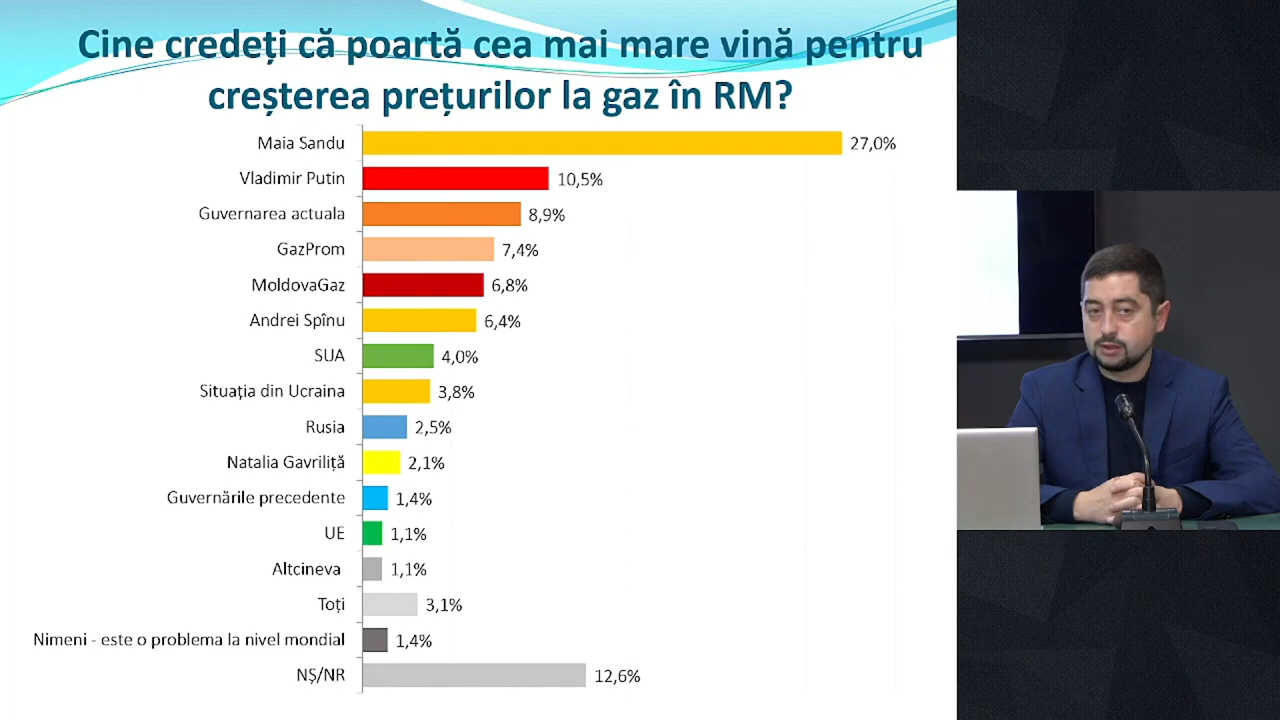 Cine credeți că poartă cea mai mare vină pentru
creșterea prețurilor la gaz în RM?
Maia Sandu 27,0%
Vladimir Putin 10,5%
Guvernarea actuala 8,9%
GazProm 7,4%
MoldovaGaz 6,8%
Andrei Spînu 6,4%
SUA 4,0%
Situația din Ucraina 3,8%
Rusia 2,5%
Natalia Gavriliță 2,1%
Guvernările precedente 1,4%
UE 1,1%
Altcineva 1,1%
Toți 3,1%
Nimeni - este o problema la nivel mondial 1,4%
NȘ/NR 12,6%